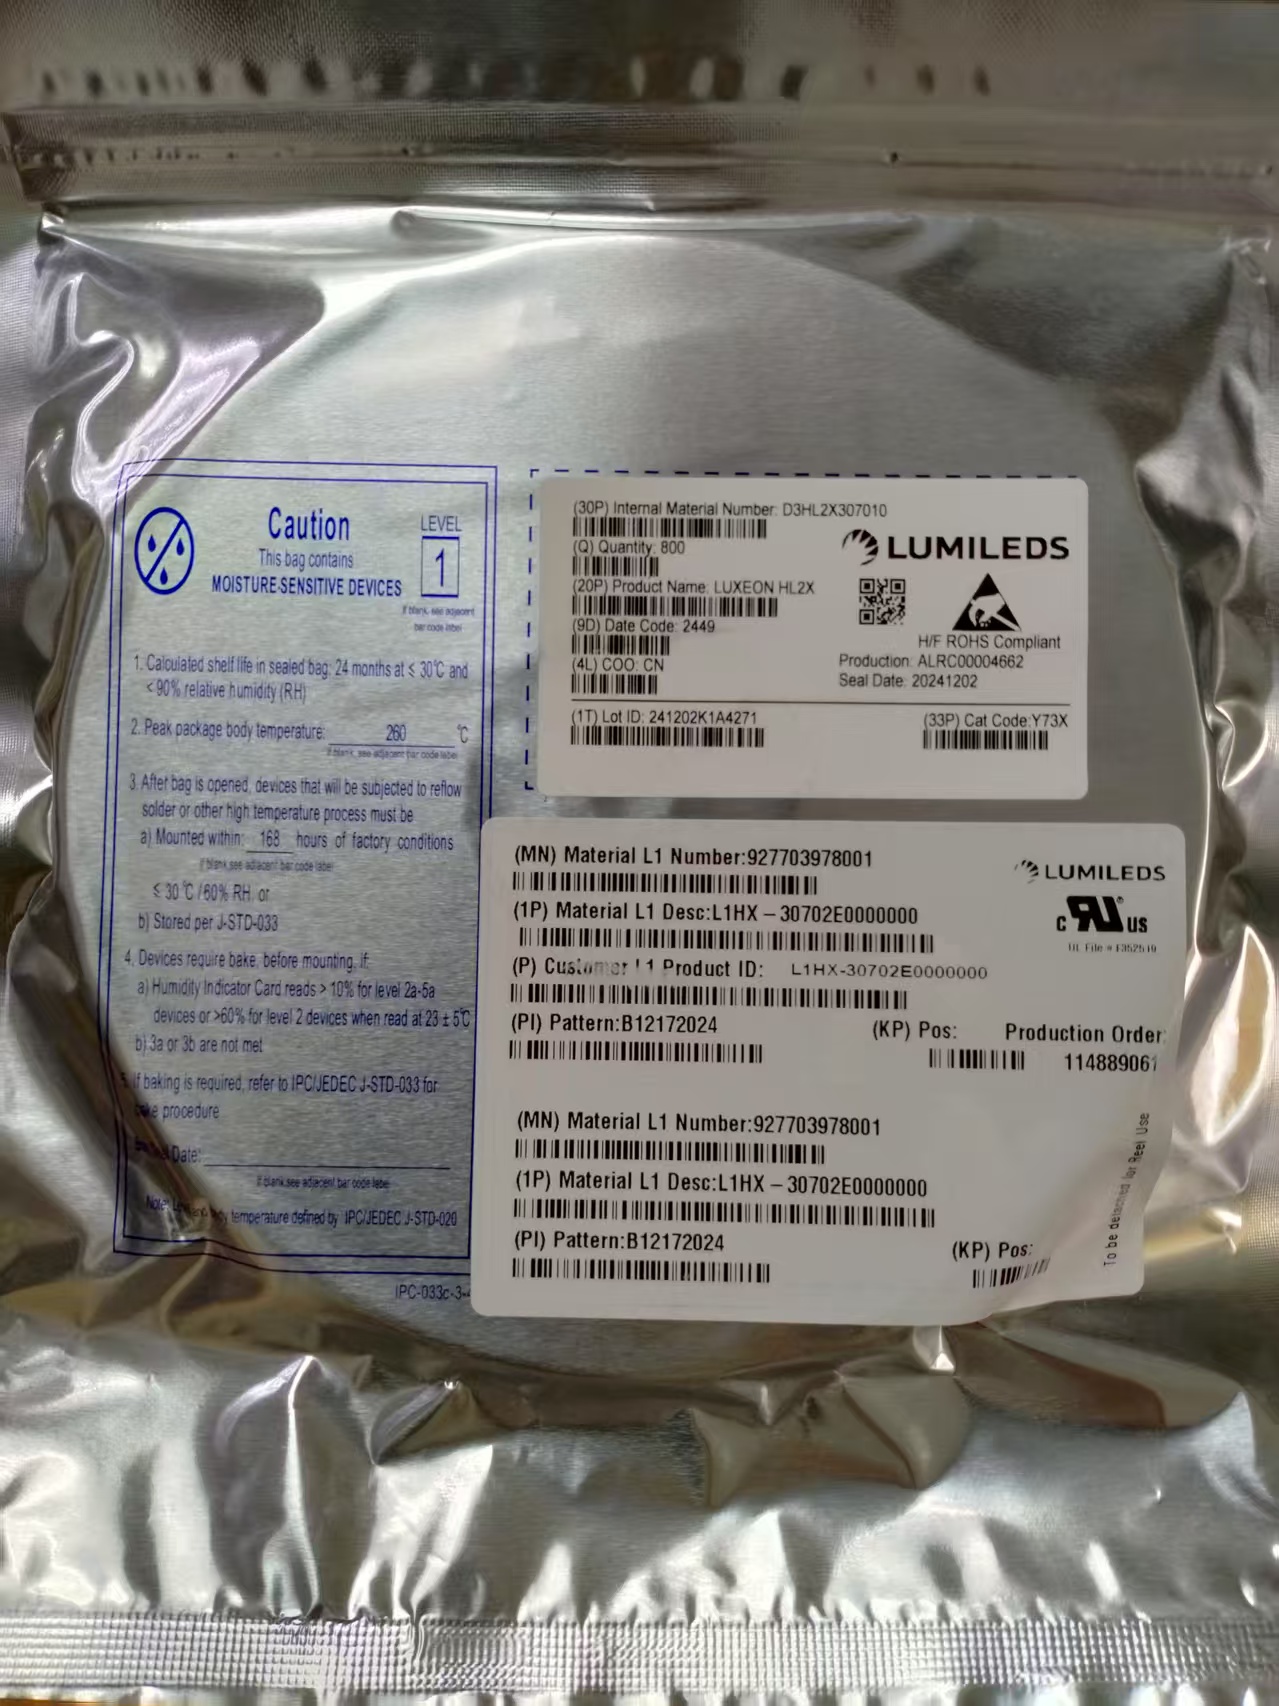 Caution
This bag contains
MOISTURE-SENSITIVE DEVICES
LEVEL
1
If blank, see adjacent
bar code label
1. Calculated shelf life in sealed bag: 24 months at ≤ 30℃ and
< 90% relative humidity (RH)
2. Peak package body temperature: 260 ℃
If blank, see adjacent bar code label
3. After bag is opened, devices that will be subjected to reflow
solder or other high temperature process must be
a) Mounted within: 168 hours of factory conditions
If blank, see adjacent bar code label
≤ 30℃/60% RH, or
b) Stored per J-STD-033
4. Devices require bake, before mounting, if:
a) Humidity Indicator Card reads > 10% for level 2a-5a
devices or >60% for level 2 devices when read at 23 ± 5℃
b) 3a or 3b are not met
If baking is required, refer to IPC/JEDEC J-STD-033 for
procedure
Date:
If blank, see adjacent bar code label
Note: temperature defined by IPC/JEDEC J-STD-020
IPC-033c-3-
(30P) Internal Material Number: D3HL2X307010
(Q) Quantity: 800
(20P) Product Name: LUXEON HL2X
(9D) Date Code: 2449
(4L) COO: CN
LUMILEDS
H/F ROHS Compliant
Production: ALRC00004662
Seal Date: 20241202
(1T) Lot ID: 241202K1A4271
(33P) Cat Code:Y73X
(MN) Material L1 Number:927703978001
LUMILEDS
(1P) Material L1 Desc:L1HX – 30702E0000000
c RU ® US
UL File # E352519
(P) Customer L1 Product ID: L1HX-30702E0000000
(PI) Pattern:B12172024
(KP) Pos:
Production Order:
114889061
(MN) Material L1 Number:927703978001
(1P) Material L1 Desc:L1HX – 30702E0000000
(PI) Pattern:B12172024
(KP) Pos:
To be detached for Reel Use